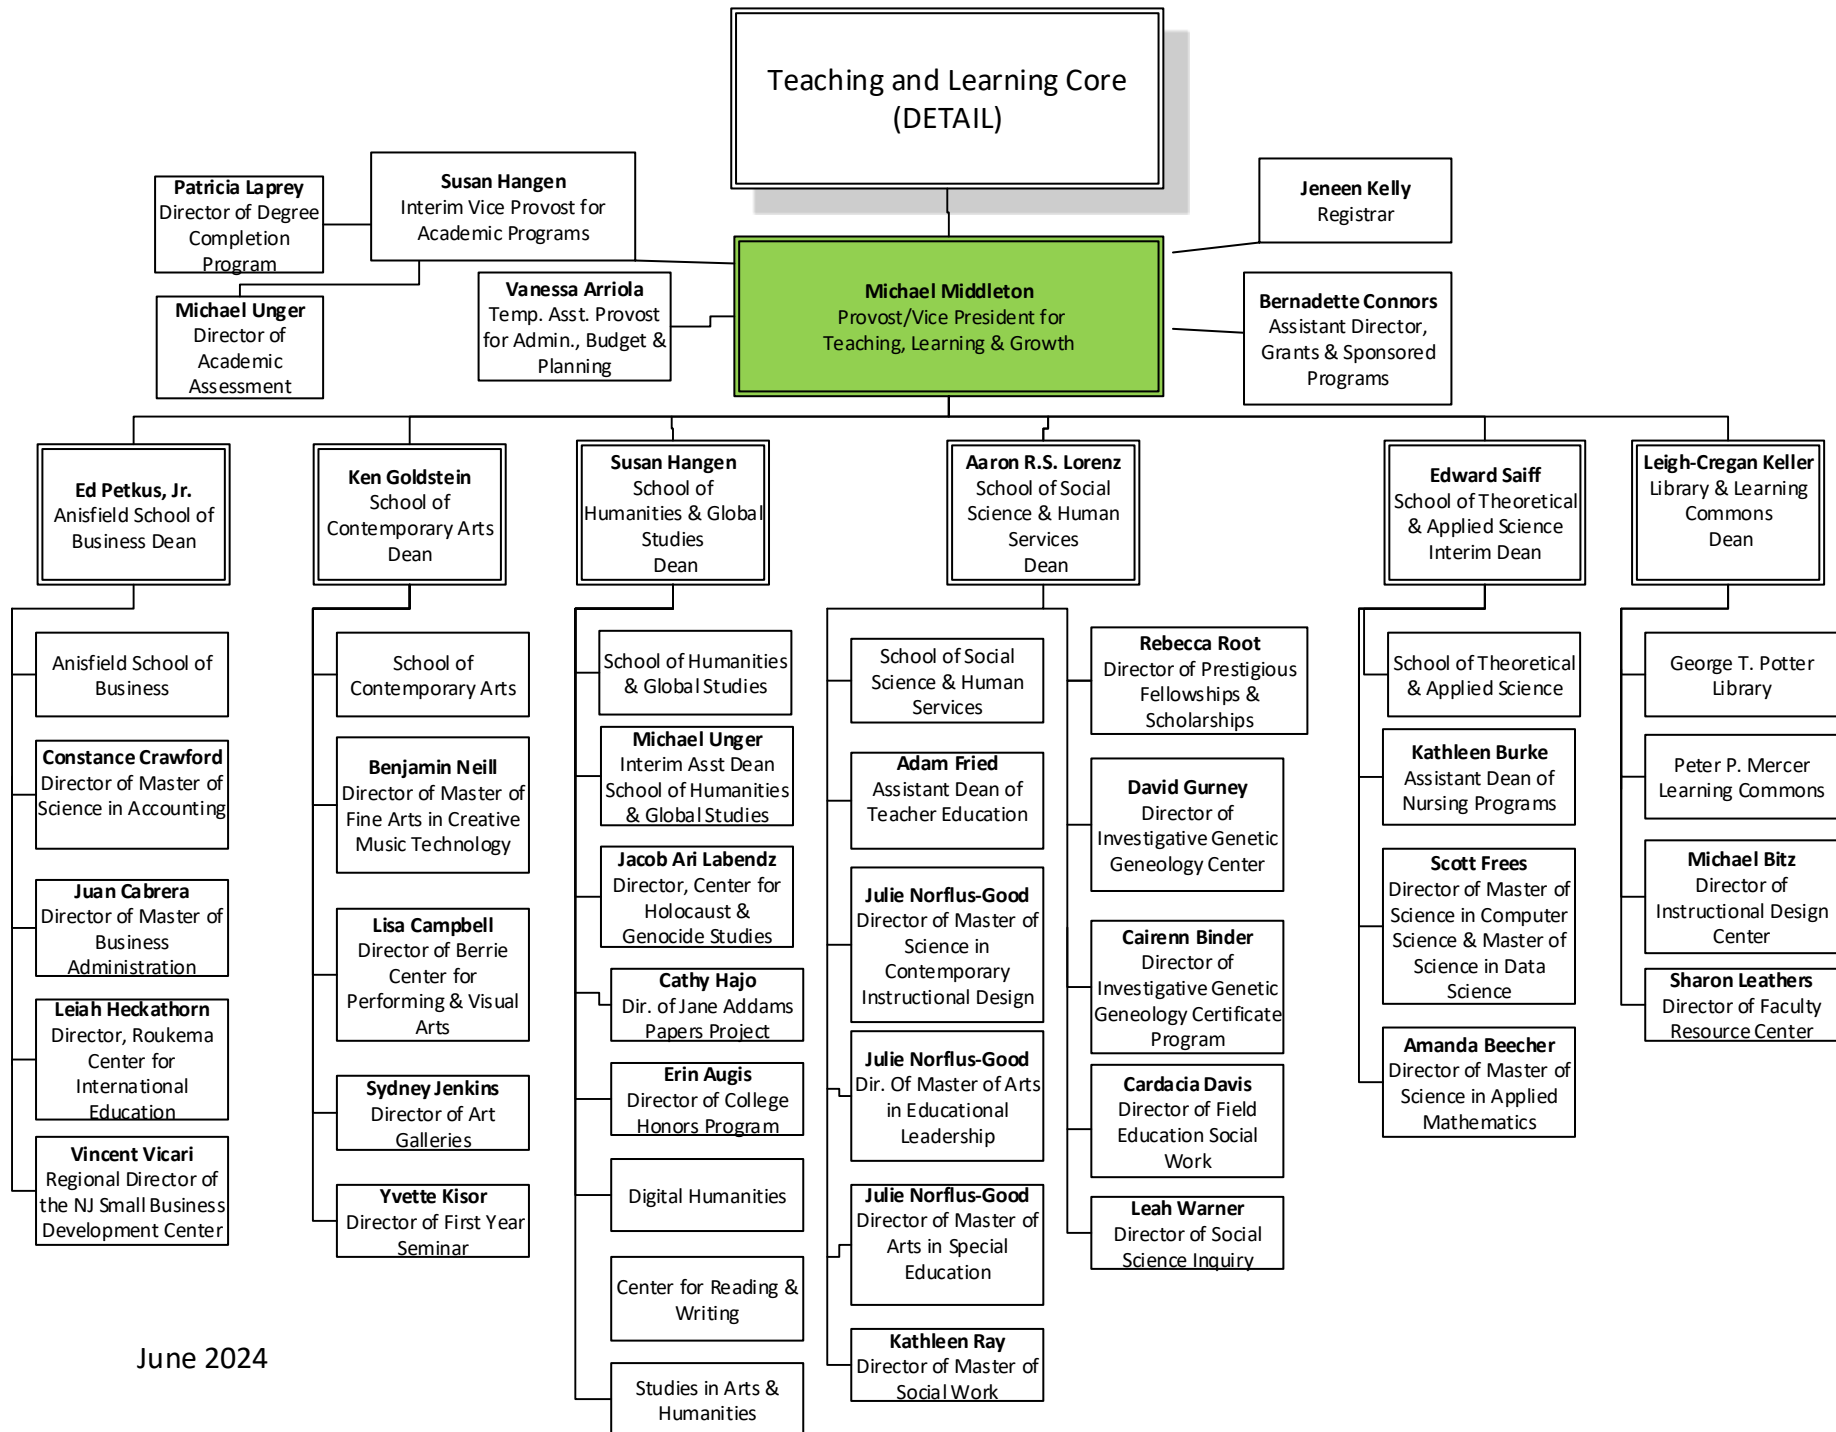 Teaching and Learning Core
(DETAIL)
Patricia Laprey
Director of Degree
Completion
Program
Susan Hangen
Interim Vice Provost for
Academic Programs
Jeneen Kelly
Registrar
Michael Unger
Director of
Academic
Assessment
Vanessa Arriola
Temp. Asst. Provost
for Admin., Budget &
Planning
Michael Middleton
Provost/Vice President for
Teaching, Learning & Growth
Bernadette Connors
Assistant Director,
Grants & Sponsored
Programs
Ed Petkus, Jr.
Anisfield School of
Business Dean
Ken Goldstein
School of
Contemporary Arts
Dean
Susan Hangen
School of
Humanities & Global
Studies
Dean
Aaron R.S. Lorenz
School of Social
Science & Human
Services
Dean
Edward Saiff
School of Theoretical
& Applied Science
Interim Dean
Leigh-Cregan Keller
Library & Learning
Commons
Dean
Anisfield School of
Business
Constance Crawford
Director of Master of
Science in Accounting
Juan Cabrera
Director of Master of
Business
Administration
Leiah Heckathorn
Director, Roukema
Center for
International
Education
Vincent Vicari
Regional Director of
the NJ Small Business
Development Center
School of
Contemporary Arts
Benjamin Neill
Director of Master of
Fine Arts in Creative
Music Technology
Lisa Campbell
Director of Berrie
Center for
Performing & Visual
Arts
Sydney Jenkins
Director of Art
Galleries
Yvette Kisor
Director of First Year
Seminar
School of Humanities
& Global Studies
Michael Unger
Interim Asst Dean
School of Humanities
& Global Studies
Jacob Ari Labendz
Director, Center for
Holocaust &
Genocide Studies
Cathy Hajo
Dir. of Jane Addams
Papers Project
Erin Augis
Director of College
Honors Program
Digital Humanities
Center for Reading &
Writing
Studies in Arts &
Humanities
School of Social
Science & Human
Services
Adam Fried
Assistant Dean of
Teacher Education
Julie Norflus-Good
Director of Master of
Science in
Contemporary
Instructional Design
Julie Norflus-Good
Dir. Of Master of Arts
in Educational
Leadership
Julie Norflus-Good
Director of Master of
Arts in Special
Education
Kathleen Ray
Director of Master of
Social Work
Rebecca Root
Director of Prestigious
Fellowships &
Scholarships
David Gurney
Director of
Investigative Genetic
Geneology Center
Cairenn Binder
Director of
Investigative Genetic
Geneology Certificate
Program
Cardacia Davis
Director of Field
Education Social
Work
Leah Warner
Director of Social
Science Inquiry
School of Theoretical
& Applied Science
Kathleen Burke
Assistant Dean of
Nursing Programs
Scott Frees
Director of Master of
Science in Computer
Science & Master of
Science in Data
Science
Amanda Beecher
Director of Master of
Science in Applied
Mathematics
George T. Potter
Library
Peter P. Mercer
Learning Commons
Michael Bitz
Director of
Instructional Design
Center
Sharon Leathers
Director of Faculty
Resource Center
June 2024